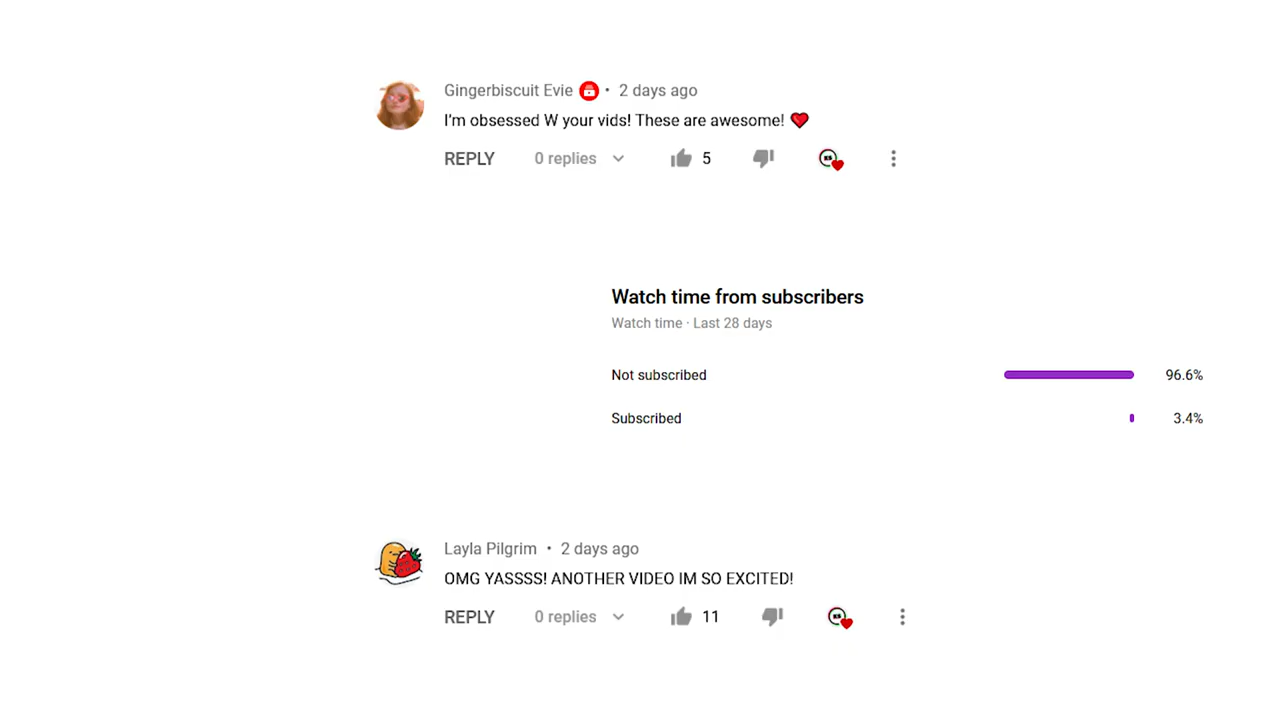 Gingerbiscuit Evie • 2 days ago
I'm obsessed W your vids! These are awesome! ❤
REPLY 0 replies 5
Watch time from subscribers
Watch time · Last 28 days
Not subscribed 96.6%
Subscribed 3.4%
Layla Pilgrim • 2 days ago
OMG YASSSS! ANOTHER VIDEO IM SO EXCITED!
REPLY 0 replies 11